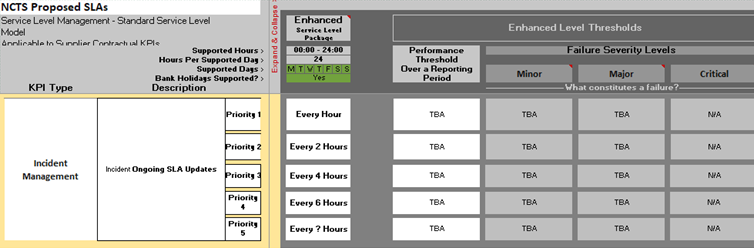 NCTS Proposed SLAs
Service Level Management - Standard Service Level
Model
Applicable to Supplier Contractual KPIs
Supported Hours >
Hours Per Supported Day >
Supported Days >
Bank Holidays Supported? >
KPI Type Description
Expand & Collapse >
Enhanced
Service Level
Package
00:00 - 24:00
24
M T W T F S S
Yes
Enhanced Level Thresholds
Performance
Threshold
Over a Reporting
Period
Failure Severity Levels
Minor Major Critical
What constitutes a failure?
Incident
Management
Incident Ongoing SLA Updates
Priority 1 Every Hour TBA TBA TBA N/A
Priority 2 Every 2 Hours TBA TBA TBA N/A
Priority 3 Every 4 Hours TBA TBA TBA N/A
Priority
4 Every 6 Hours TBA TBA TBA N/A
Priority
5 Every ? Hours TBA TBA TBA N/A